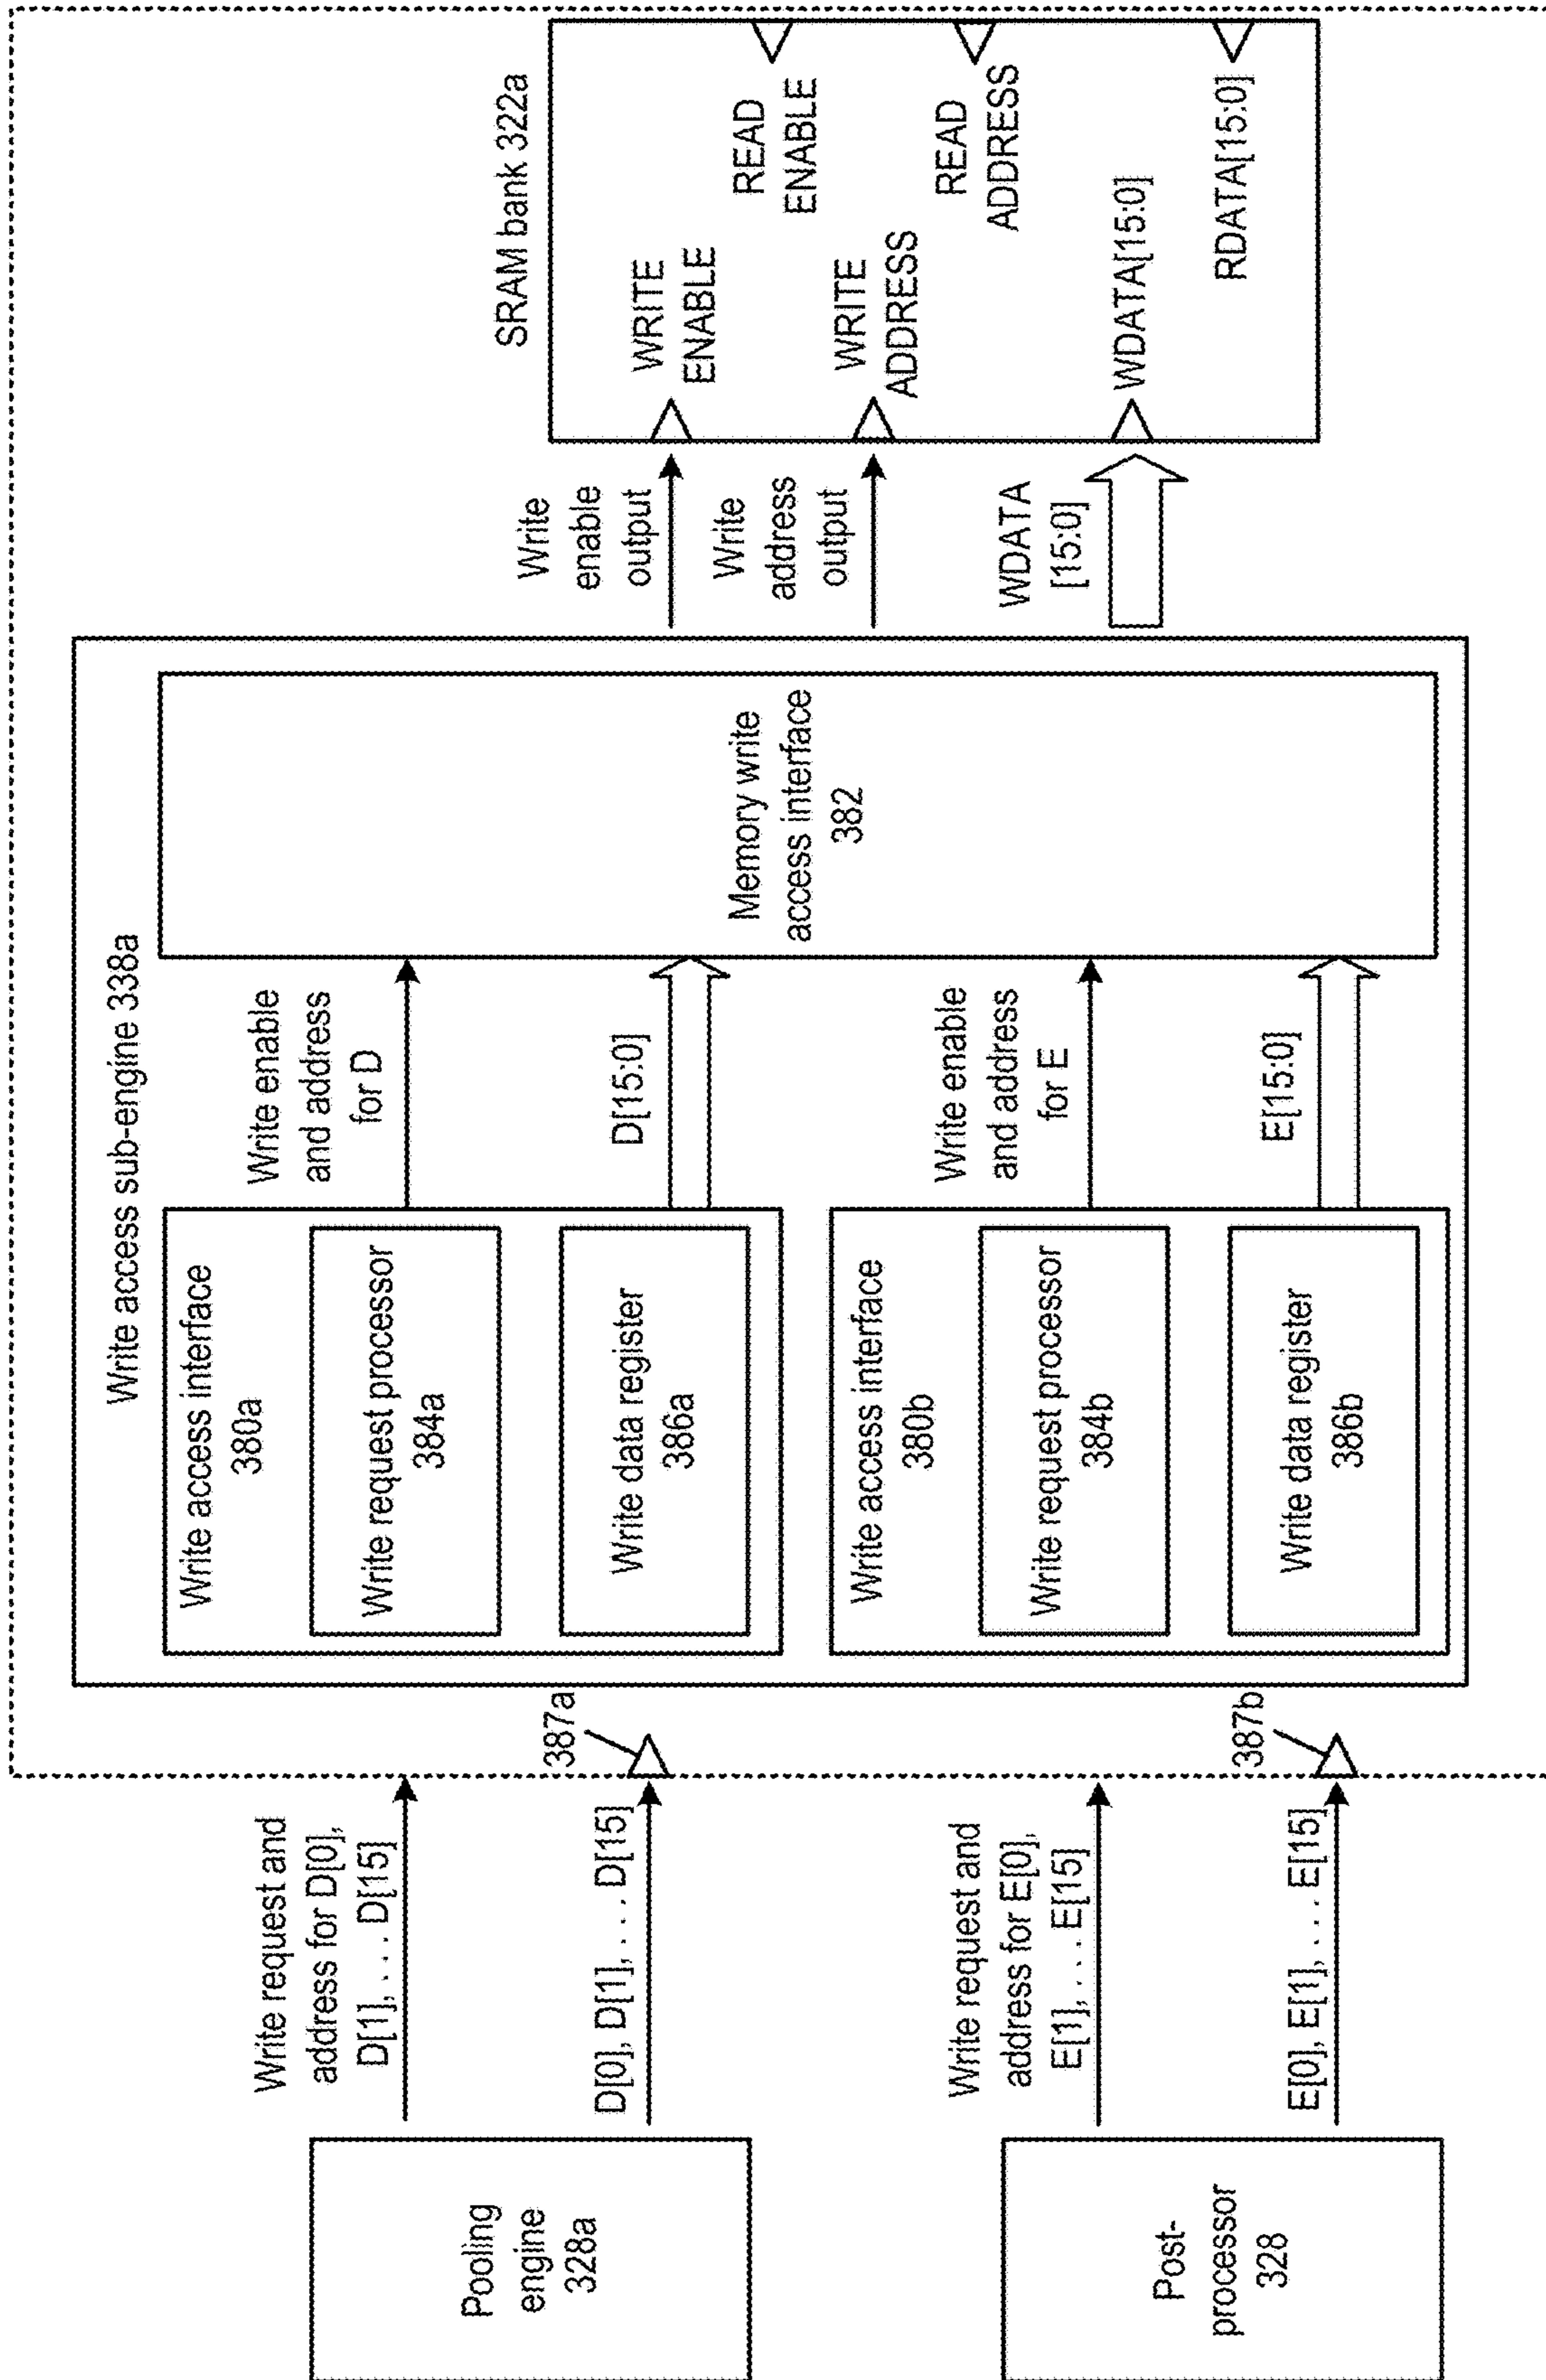 Pooling
engine
328a
Post-
processor
328
Write request and
address for D[0],
D[1], . . . D[15]
D[0], D[1], . . . D[15]
Write request and
address for E[0],
E[1], . . . E[15]
E[0], E[1], . . . E[15]
387a
387b
Write access sub-engine 338a
Write access interface
380a
Write request processor
384a
Write data register
386a
Write access interface
380b
Write request processor
384b
Write data register
386b
Write enable
and address
for D
D[15:0]
Write enable
and address
for E
E[15:0]
Memory write
access interface
382
Write
enable
output
Write
address
output
WDATA
[15:0]
SRAM bank 322a
WRITE
ENABLE
READ
ENABLE
WRITE
ADDRESS
READ
ADDRESS
WDATA[15:0]
RDATA[15:0]